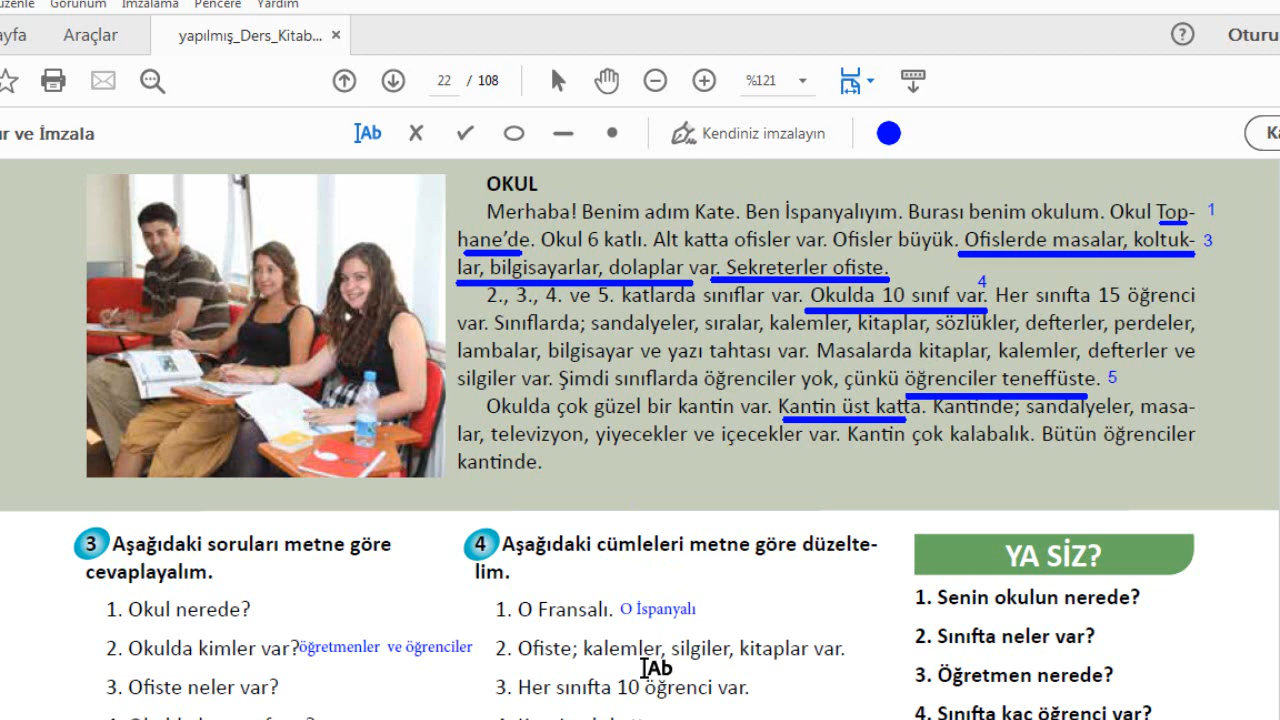 Görünüm İmzalama Pencere Yardım
Araçlar yapılmış_Ders_Kitab... ×
22 / 108 %121
ve İmzala Ab Kendiniz imzalayın
OKUL
Merhaba! Benim adım Kate. Ben İspanyalıyım. Burası benim okulum. Okul Top- 1
hane'de. Okul 6 katlı. Alt katta ofisler var. Ofisler büyük. Ofislerde masalar, koltuk- 3
lar, bilgisayarlar, dolaplar var. Sekreterler ofiste.
4
2., 3., 4. ve 5. katlarda sınıflar var. Okulda 10 sınıf var. Her sınıfta 15 öğrenci
var. Sınıflarda; sandalyeler, sıralar, kalemler, kitaplar, sözlükler, defterler, perdeler,
lambalar, bilgisayar ve yazı tahtası var. Masalarda kitaplar, kalemler, defterler ve
silgiler var. Şimdi sınıflarda öğrenciler yok, çünkü öğrenciler teneffüste. 5
Okulda çok güzel bir kantin var. Kantin üst katta. Kantinde; sandalyeler, masa-
lar, televizyon, yiyecekler ve içecekler var. Kantin çok kalabalık. Bütün öğrenciler
kantinde.
3 Aşağıdaki soruları metne göre
cevaplayalım.
1. Okul nerede?
2. Okulda kimler var? öğretmenler ve öğrenciler
3. Ofiste neler var?
4 Aşağıdaki cümleleri metne göre düzelte-
lim.
1. O Fransalı. O İspanyalı
2. Ofiste; kalemler, silgiler, kitaplar var.
Ab
3. Her sınıfta 10 öğrenci var.
YA SİZ?
1. Senin okulun nerede?
2. Sınıfta neler var?
3. Öğretmen nerede?
4. Sınıfta kaç öğrenci var?